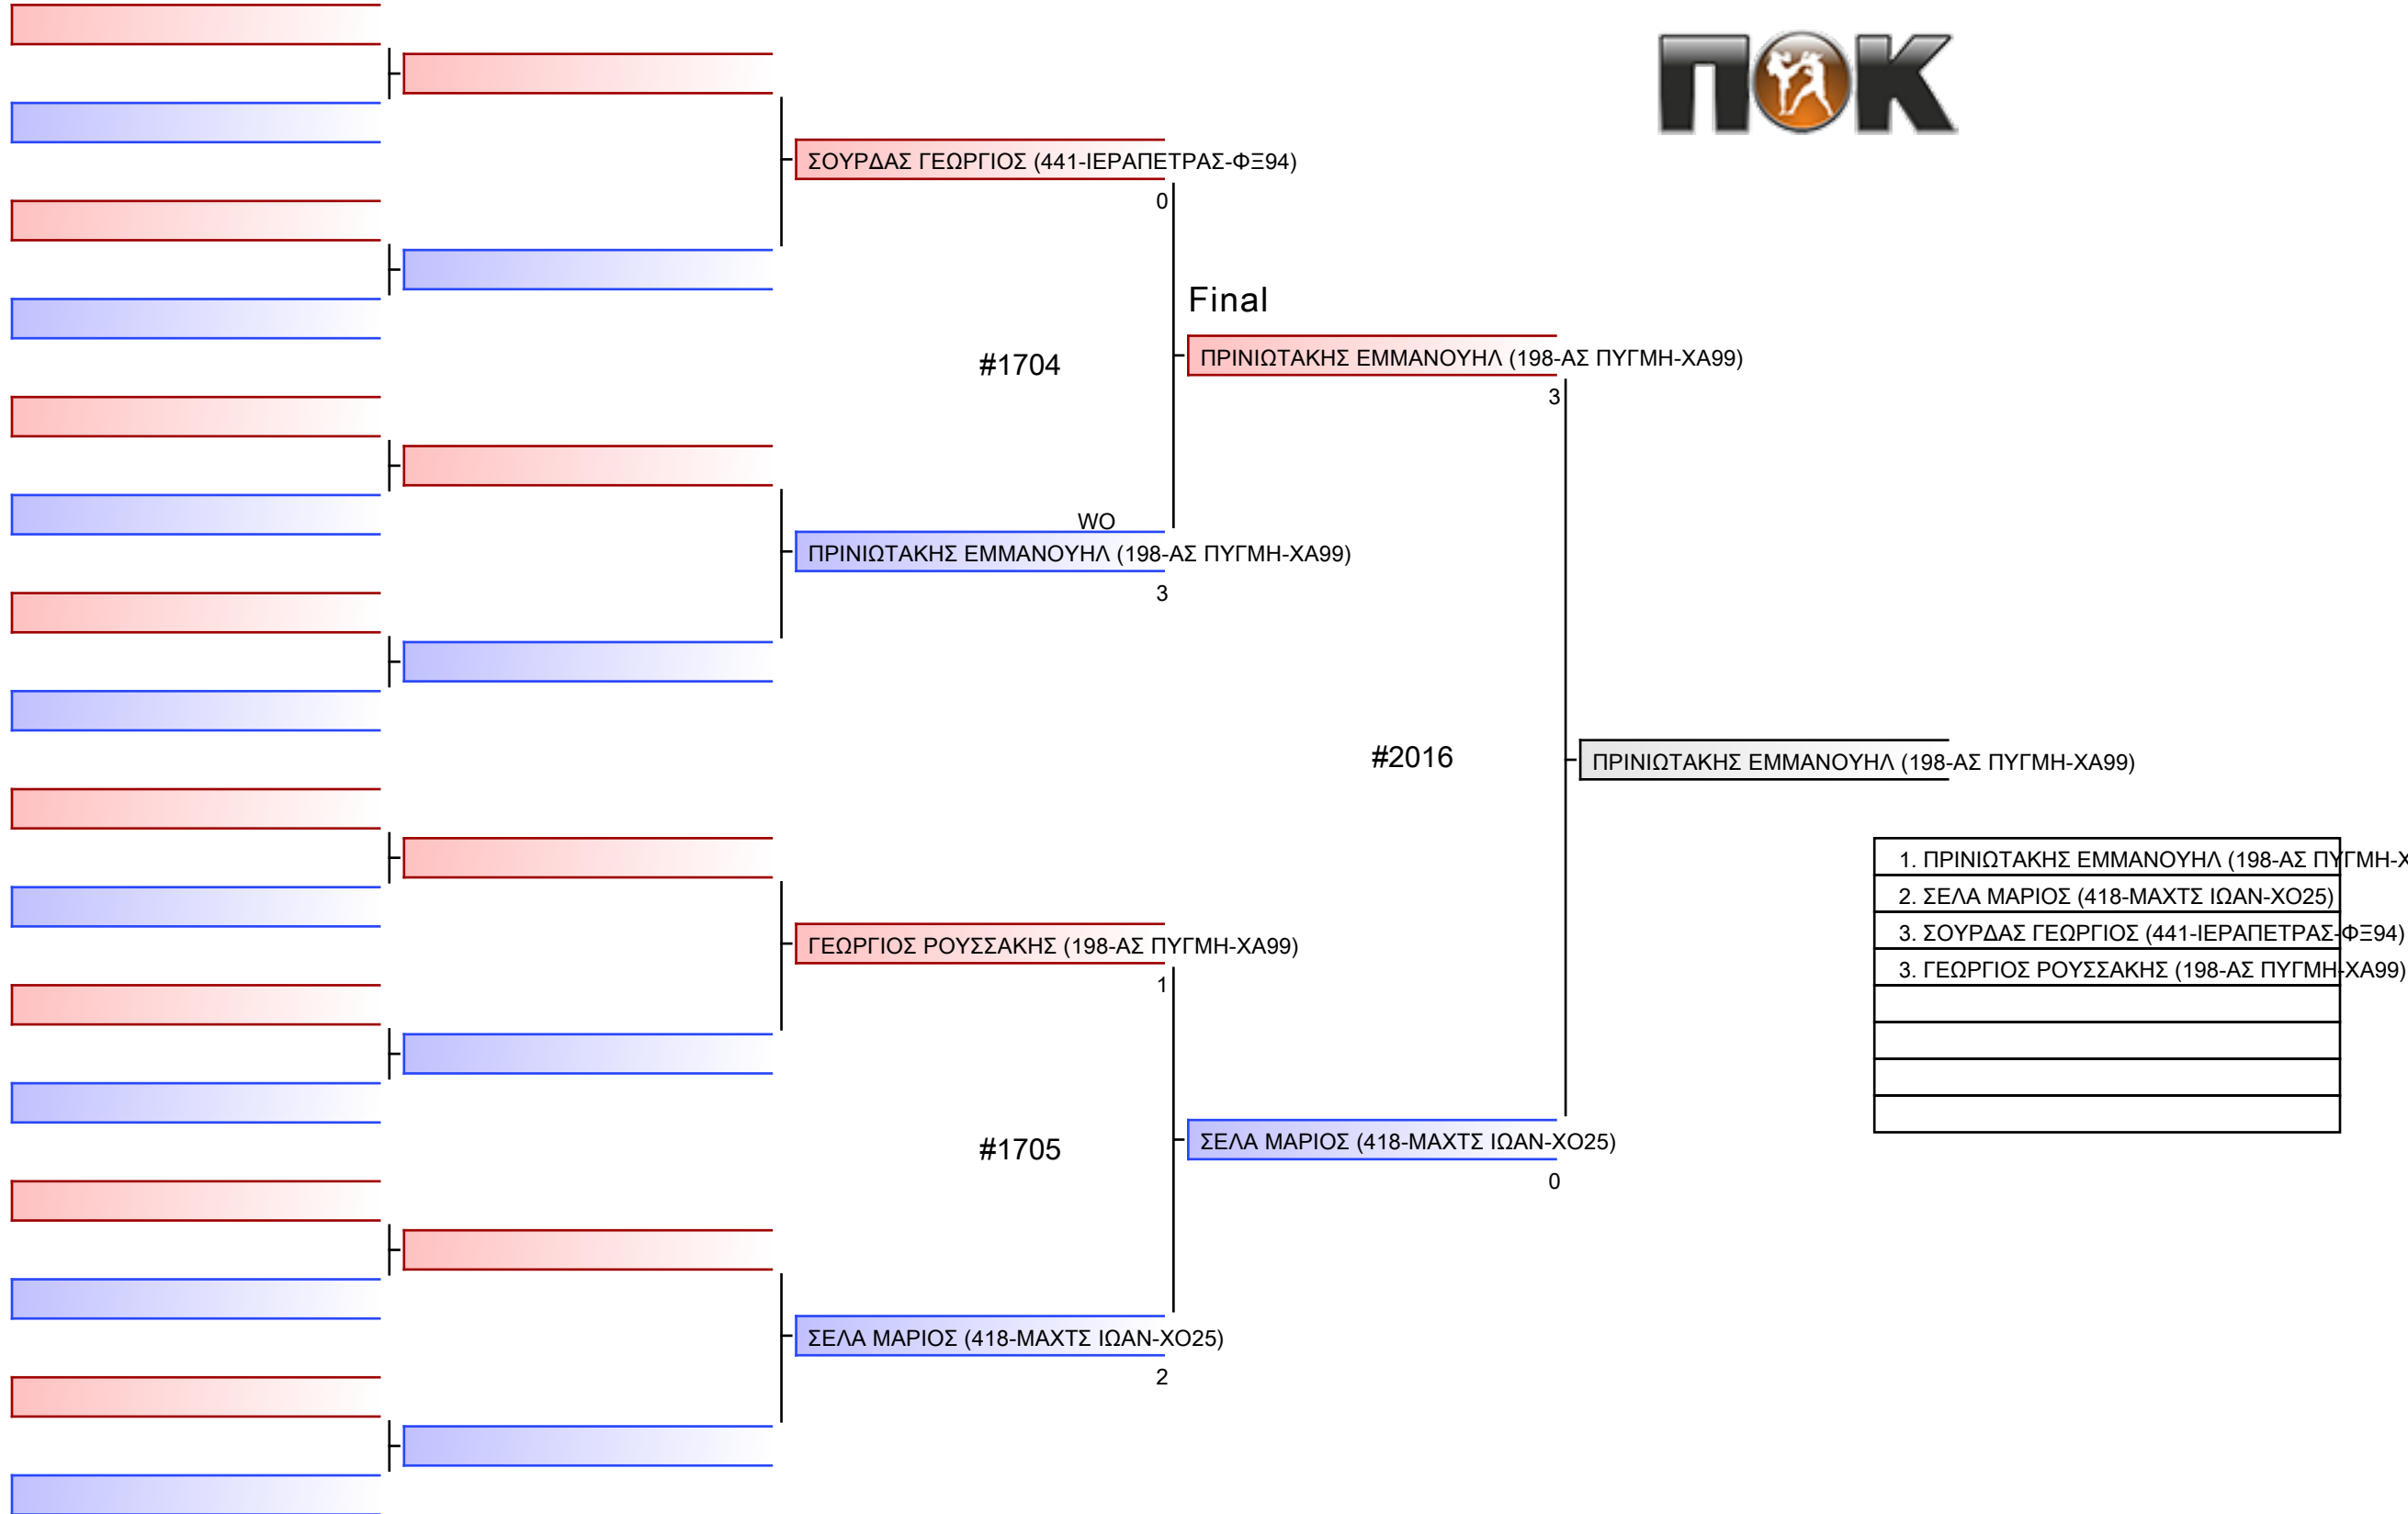 ΠΟΚ
ΣΟΥΡΔΑΣ ΓΕΩΡΓΙΟΣ (441-ΙΕΡΑΠΕΤΡΑΣ-ΦΞ94)
0
Final
#1704
ΠΡΙΝΙΩΤΑΚΗΣ ΕΜΜΑΝΟΥΗΛ (198-ΑΣ ΠΥΓΜΗ-ΧΑ99)
3
WO
ΠΡΙΝΙΩΤΑΚΗΣ ΕΜΜΑΝΟΥΗΛ (198-ΑΣ ΠΥΓΜΗ-ΧΑ99)
3
#2016
ΠΡΙΝΙΩΤΑΚΗΣ ΕΜΜΑΝΟΥΗΛ (198-ΑΣ ΠΥΓΜΗ-ΧΑ99)
1. ΠΡΙΝΙΩΤΑΚΗΣ ΕΜΜΑΝΟΥΗΛ (198-ΑΣ ΠΥΓΜΗ-Χ
2. ΣΕΛΑ ΜΑΡΙΟΣ (418-ΜΑΧΤΣ ΙΩΑΝ-ΧΟ25)
3. ΣΟΥΡΔΑΣ ΓΕΩΡΓΙΟΣ (441-ΙΕΡΑΠΕΤΡΑΣ-ΦΞ94)
3. ΓΕΩΡΓΙΟΣ ΡΟΥΣΣΑΚΗΣ (198-ΑΣ ΠΥΓΜΗ-ΧΑ99)
ΓΕΩΡΓΙΟΣ ΡΟΥΣΣΑΚΗΣ (198-ΑΣ ΠΥΓΜΗ-ΧΑ99)
1
#1705
ΣΕΛΑ ΜΑΡΙΟΣ (418-ΜΑΧΤΣ ΙΩΑΝ-ΧΟ25)
0
ΣΕΛΑ ΜΑΡΙΟΣ (418-ΜΑΧΤΣ ΙΩΑΝ-ΧΟ25)
2